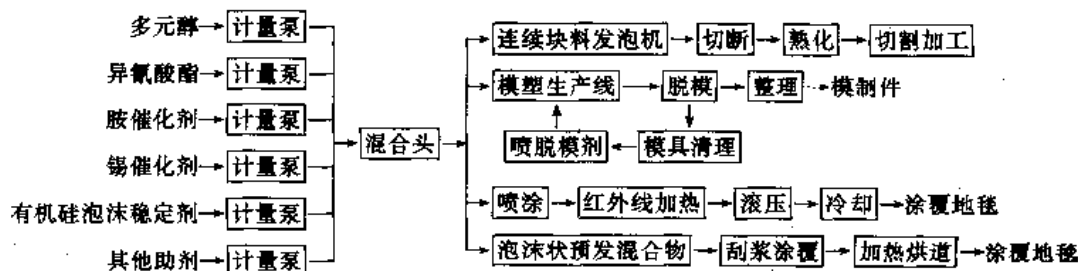 多元醇 计量泵
异氰酸酯 计量泵
胺催化剂 计量泵
锡催化剂 计量泵
有机硅泡沫稳定剂 计量泵
其他助剂 计量泵
混合头
连续块料发泡机 切断 熟化 切割加工
模塑生产线 脱模 整理 模制件
喷脱模剂 模具清理
喷涂 红外线加热 滚压 冷却 涂覆地毯
泡沫状预发混合物 刮浆涂覆 加热烘道 涂覆地毯